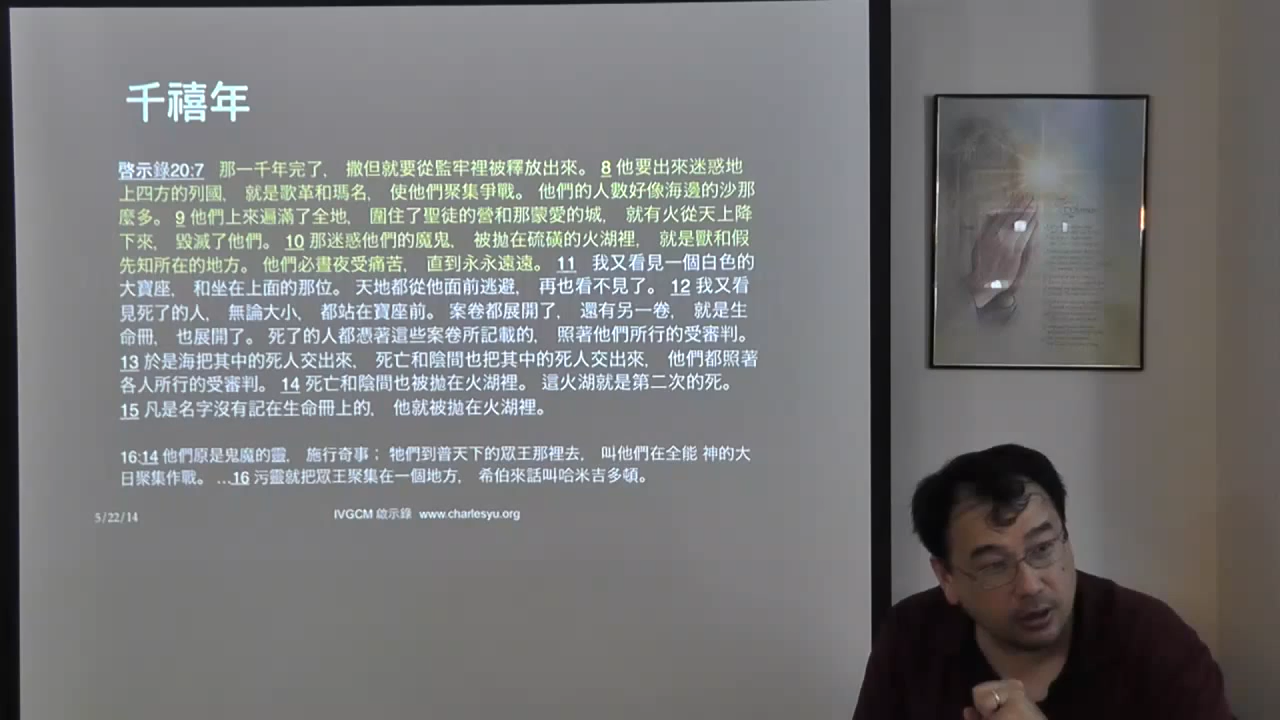 千禧年
啓示錄20:7 那一千年完了, 撒但就要從監牢裡被釋放出來。 8 他要出來迷惑地
上四方的列國, 就是歌革和瑪各, 使他們聚集爭戰。 他們的人數好像海邊的沙那
麼多。 9 他們上來遍滿了全地, 圍住了聖徒的營和那蒙愛的城, 就有火從天上降
下來, 毀滅了他們。 10 那迷惑他們的魔鬼, 被拋在硫磺的火湖裡, 就是獸和假
先知所在的地方。 他們必晝夜受痛苦, 直到永永遠遠。 11 我又看見一個白色的
大寶座, 和坐在上面的那位。 天地都從他面前逃避, 再也看不見了。 12 我又看
見死了的人, 無論大小, 都站在寶座前。 案卷都展開了, 還有另一卷, 就是生
命冊, 也展開了。 死了的人都憑著這些案卷所記載的, 照著他們所行的受審判。
13 於是海把其中的死人交出來, 死亡和陰間也把其中的死人交出來, 他們都照著
各人所行的受審判。 14 死亡和陰間也被拋在火湖裡。 這火湖就是第二次的死。
15 凡是名字沒有記在生命冊上的, 他就被拋在火湖裡。
16:14 他們原是鬼魔的靈, 施行奇事； 牠們到普天下的眾王那裡去, 叫他們在全能 神的大
日聚集作戰。 …16 污靈就把眾王聚集在一個地方, 希伯來話叫哈米吉多頓。
5/22/14 IVGCM 啟示錄 www.charlesyu.org